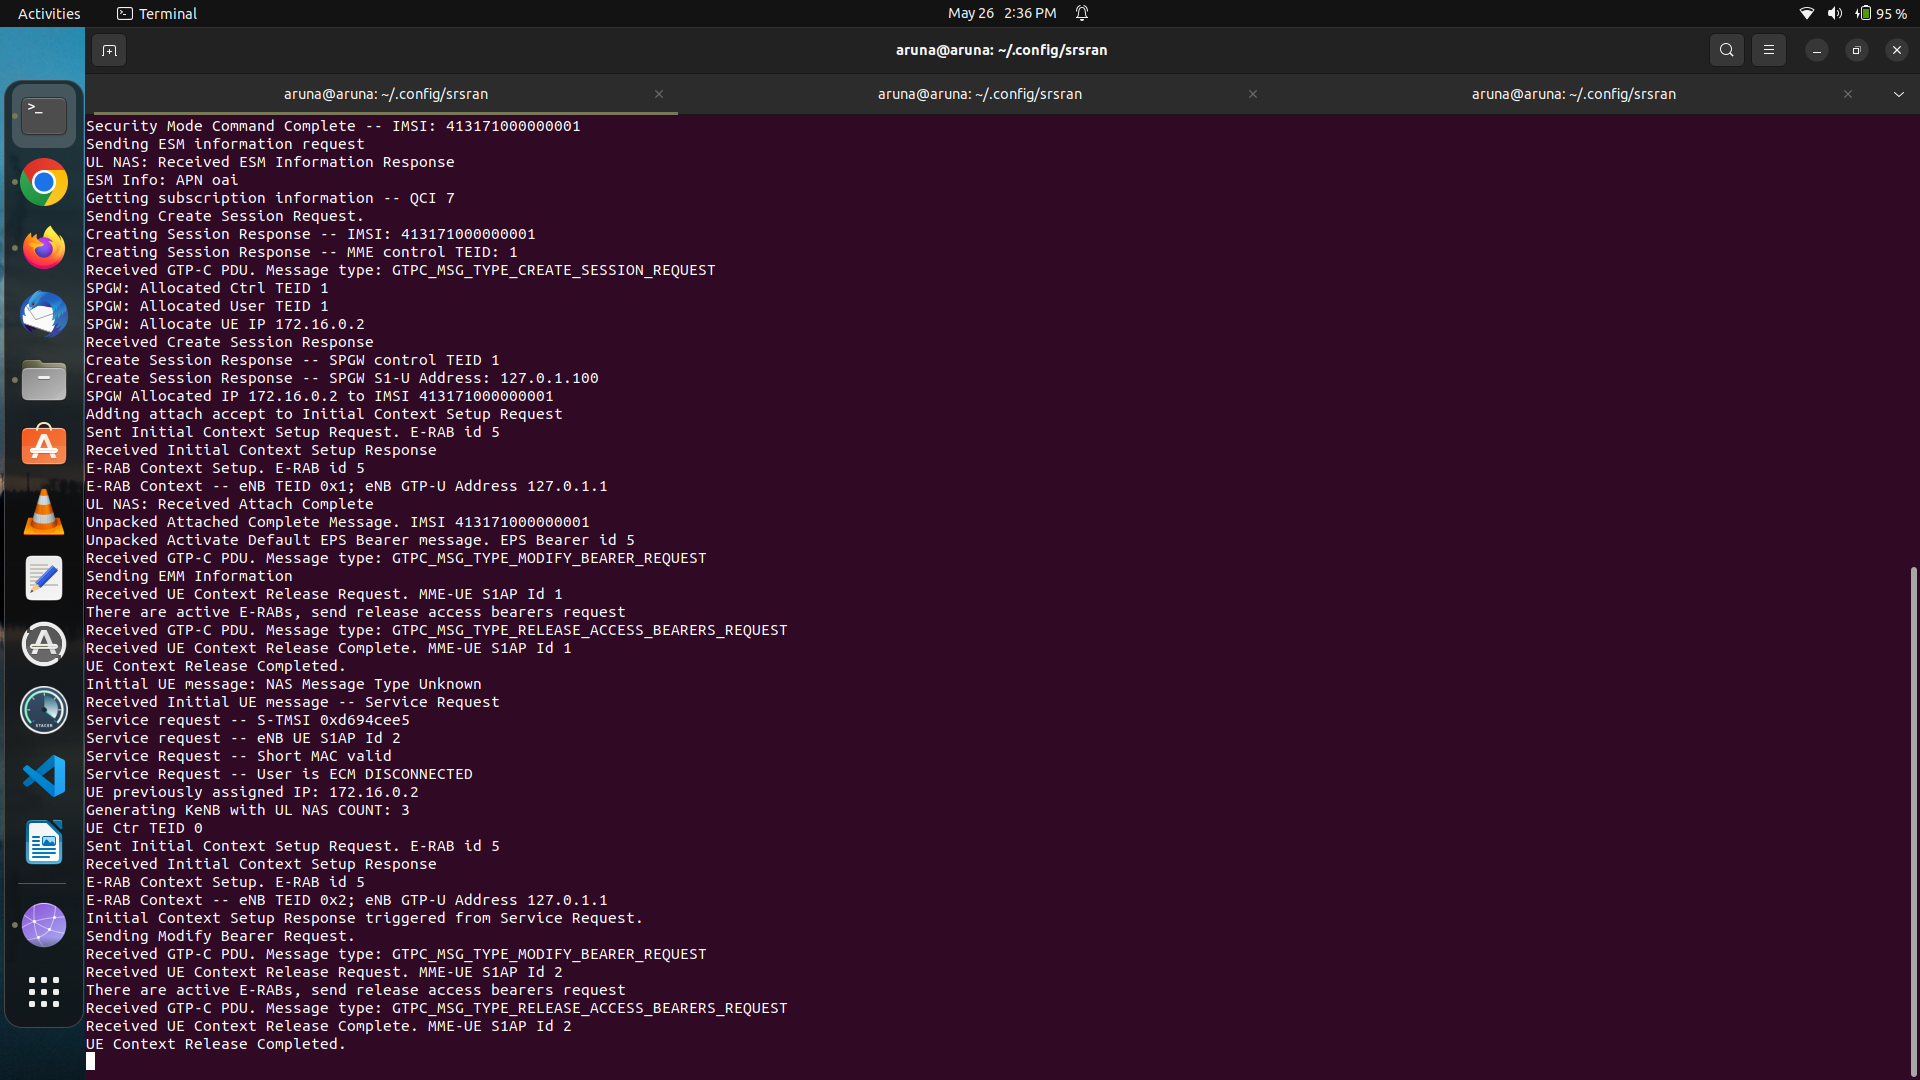 Activities
Terminal
May 26 2:36 PM
95 %
aruna@aruna: ~/.config/srsran
aruna@aruna: ~/.config/srsran
aruna@aruna: ~/.config/srsran
aruna@aruna: ~/.config/srsran
Security Mode Command Complete -- IMSI: 413171000000001
Sending ESM information request
UL NAS: Received ESM Information Response
ESM Info: APN oai
Getting subscription information -- QCI 7
Sending Create Session Request.
Creating Session Response -- IMSI: 413171000000001
Creating Session Response -- MME control TEID: 1
Received GTP-C PDU. Message type: GTPC_MSG_TYPE_CREATE_SESSION_REQUEST
SPGW: Allocated Ctrl TEID 1
SPGW: Allocated User TEID 1
SPGW: Allocate UE IP 172.16.0.2
Received Create Session Response
Create Session Response -- SPGW control TEID 1
Create Session Response -- SPGW S1-U Address: 127.0.1.100
SPGW Allocated IP 172.16.0.2 to IMSI 413171000000001
Adding attach accept to Initial Context Setup Request
Sent Initial Context Setup Request. E-RAB id 5
Received Initial Context Setup Response
E-RAB Context Setup. E-RAB id 5
E-RAB Context -- eNB TEID 0x1; eNB GTP-U Address 127.0.1.1
UL NAS: Received Attach Complete
Unpacked Attached Complete Message. IMSI 413171000000001
Unpacked Activate Default EPS Bearer message. EPS Bearer id 5
Received GTP-C PDU. Message type: GTPC_MSG_TYPE_MODIFY_BEARER_REQUEST
Sending EMM Information
Received UE Context Release Request. MME-UE S1AP Id 1
There are active E-RABs, send release access bearers request
Received GTP-C PDU. Message type: GTPC_MSG_TYPE_RELEASE_ACCESS_BEARERS_REQUEST
Received UE Context Release Complete. MME-UE S1AP Id 1
UE Context Release Completed.
Initial UE message: NAS Message Type Unknown
Received Initial UE message -- Service Request
Service request -- S-TMSI 0xd694cee5
Service request -- eNB UE S1AP Id 2
Service Request -- Short MAC valid
Service Request -- User is ECM DISCONNECTED
UE previously assigned IP: 172.16.0.2
Generating KeNB with UL NAS COUNT: 3
UE Ctr TEID 0
Sent Initial Context Setup Request. E-RAB id 5
Received Initial Context Setup Response
E-RAB Context Setup. E-RAB id 5
E-RAB Context -- eNB TEID 0x2; eNB GTP-U Address 127.0.1.1
Initial Context Setup Response triggered from Service Request.
Sending Modify Bearer Request.
Received GTP-C PDU. Message type: GTPC_MSG_TYPE_MODIFY_BEARER_REQUEST
Received UE Context Release Request. MME-UE S1AP Id 2
There are active E-RABs, send release access bearers request
Received GTP-C PDU. Message type: GTPC_MSG_TYPE_RELEASE_ACCESS_BEARERS_REQUEST
Received UE Context Release Complete. MME-UE S1AP Id 2
UE Context Release Completed.